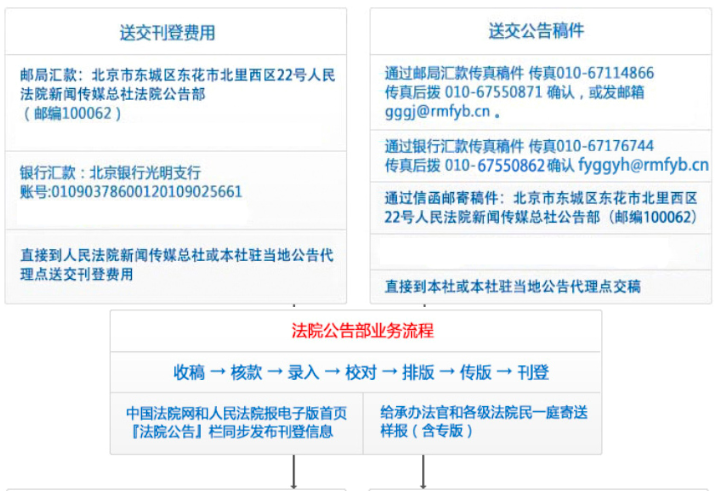 送交刊登费用
邮局汇款：北京市东城区东花市北里西区22号人民
法院新闻传媒总社法院公告部
（邮编100062）
银行汇款：北京银行光明支行
账号:01090378600120109025661
直接到人民法院新闻传媒总社或本社驻当地公告代
理点送交刊登费用
送交公告稿件
通过邮局汇款传真稿件 传真010-67114866
传真后拨 010-67550871 确认，或发邮箱
gggj@rmfyb.cn 。
通过银行汇款传真稿件 传真010-67176744
传真后拨 010-67550862确认 fyggyh@rmfyb.cn
通过信函邮寄稿件：北京市东城区东花市北里西区
22号人民法院新闻传媒总社公告部（邮编100062）
直接到本社或本社驻当地公告代理点交稿
法院公告部业务流程
收稿 → 核款 → 录入 → 校对 → 排版 → 传版 → 刊登
中国法院网和人民法院报电子版首页
『法院公告』栏同步发布刊登信息
给承办法官和各级法院民一庭寄送
样报（含专版）